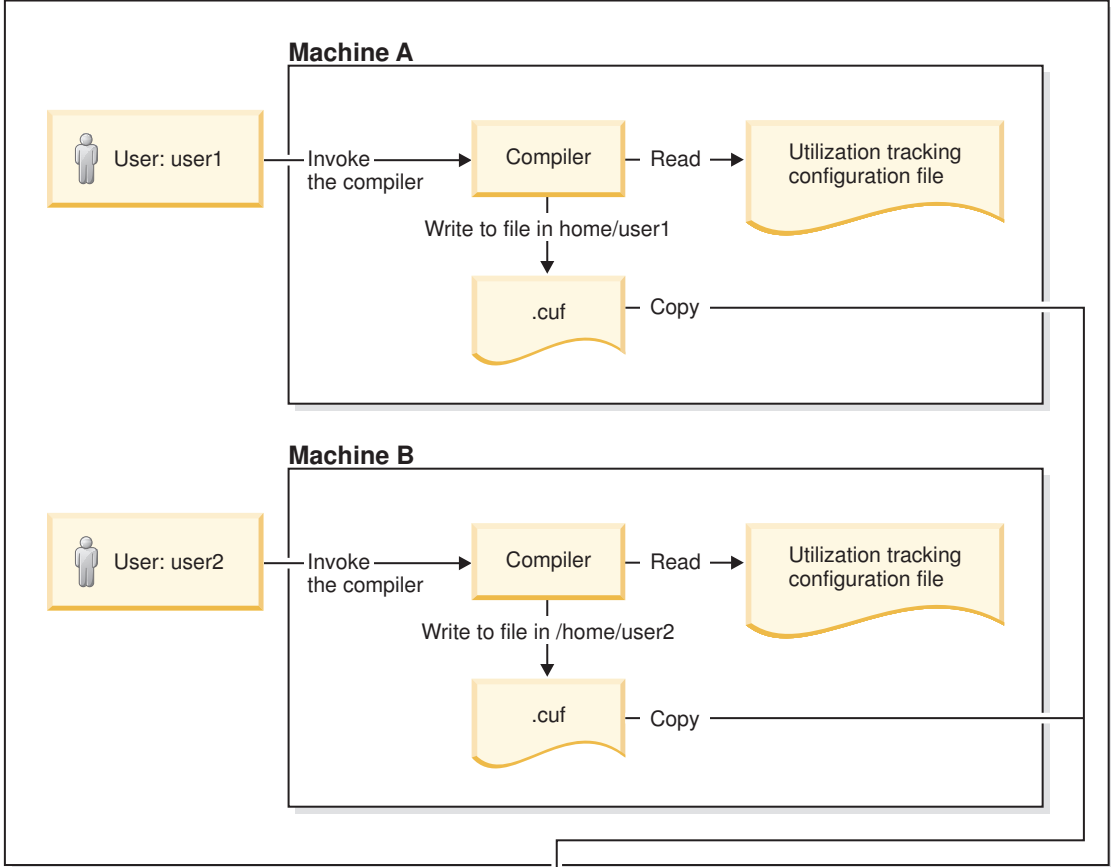 Machine A
User: user1
Invoke
the compiler
Compiler
Read
Utilization tracking
configuration file
Write to file in home/user1
.cuf
Copy
Machine B
User: user2
Invoke
the compiler
Compiler
Read
Utilization tracking
configuration file
Write to file in /home/user2
.cuf
Copy